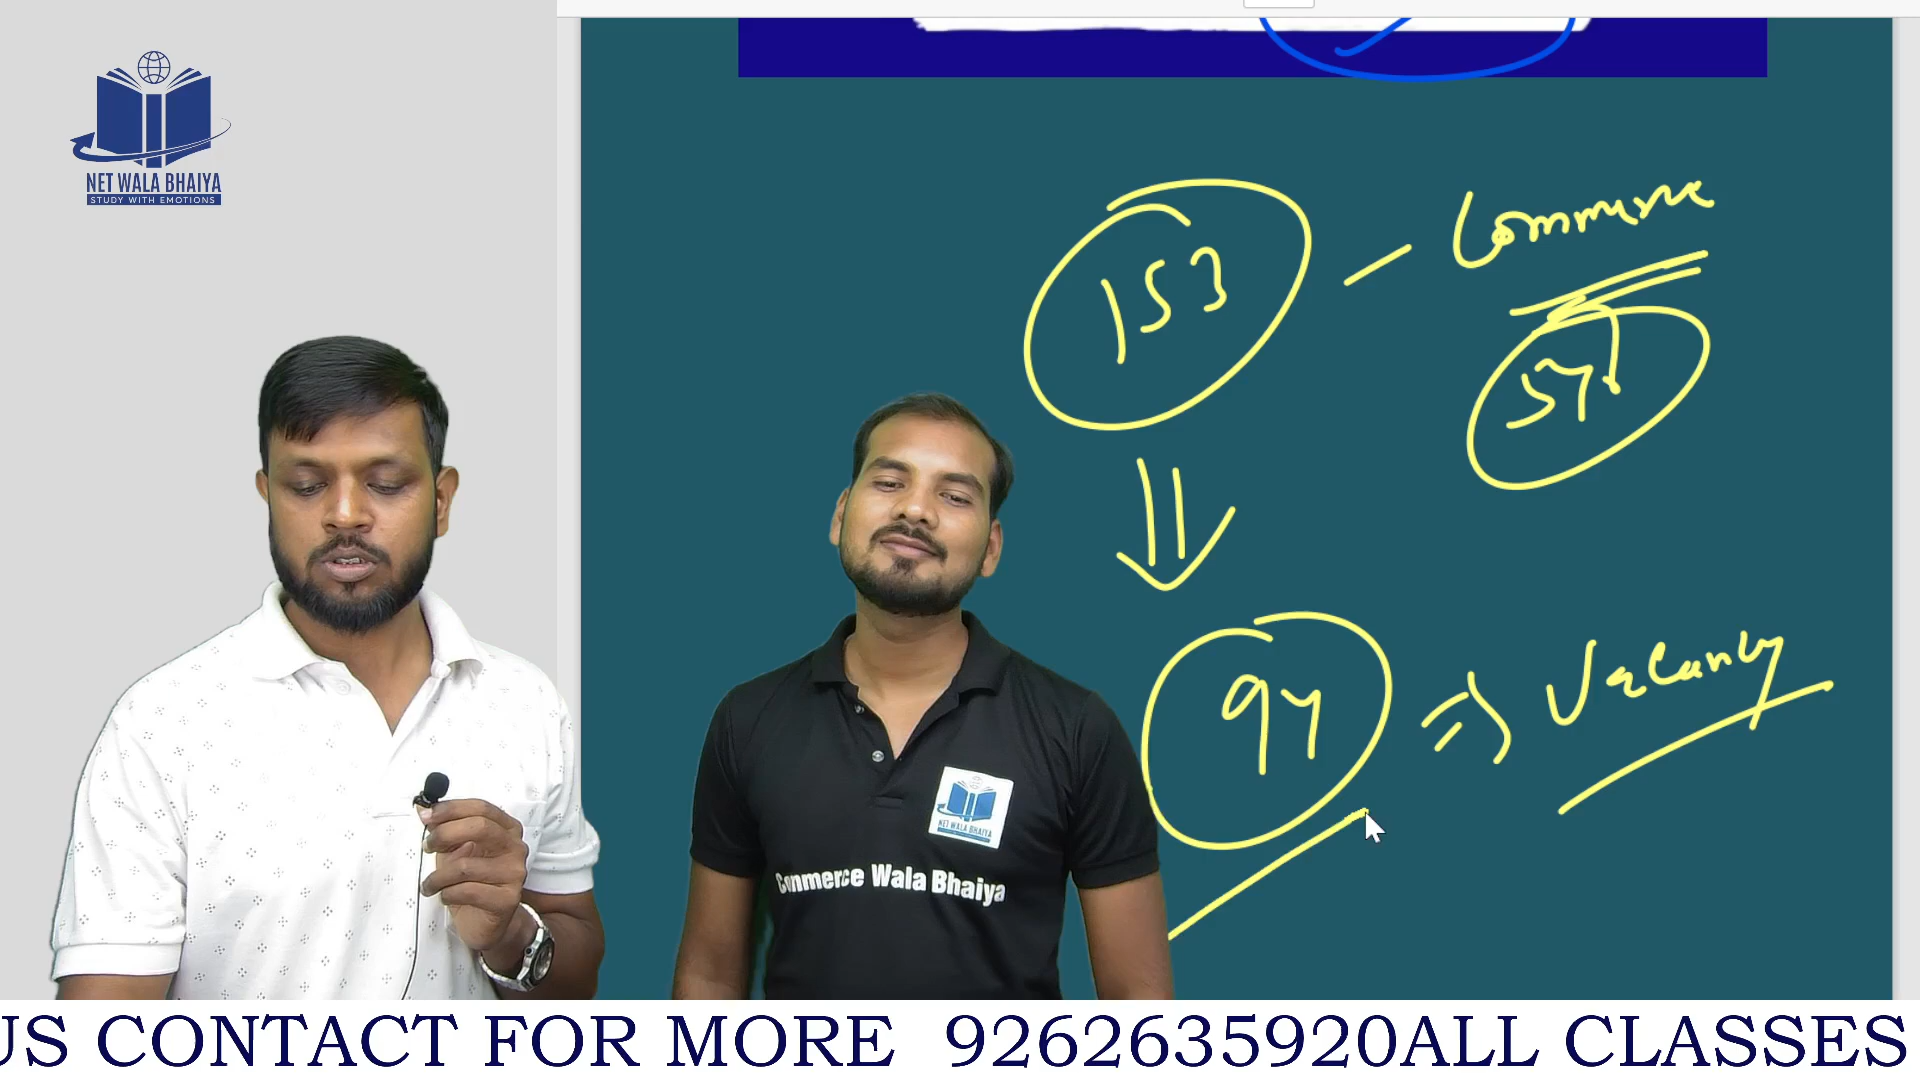 NET WALA BHAIYA
STUDY WITH EMOTIONS
153 - Commerce
94 => Vacancy
NET WALA BHAIYA
Commerce Wala Bhaiya
US CONTACT FOR MORE 9262635920ALL CLASSES